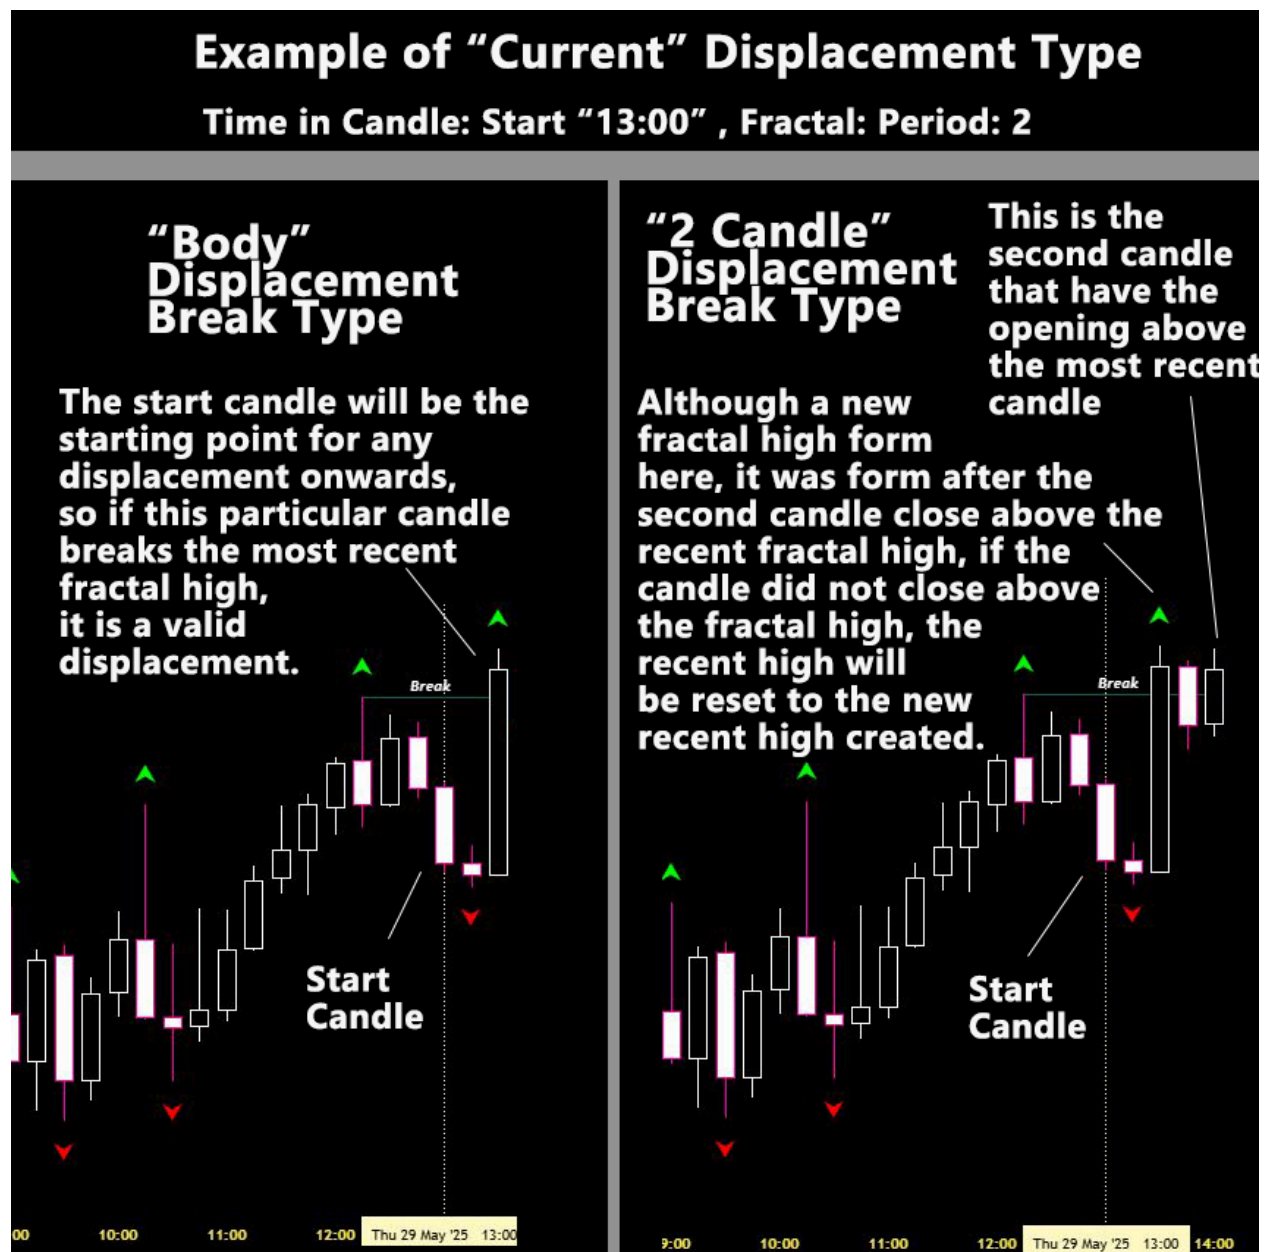 Example of “Current” Displacement Type
Time in Candle: Start “13:00” , Fractal: Period: 2
“Body”
Displacement
Break Type
The start candle will be the
starting point for any
displacement onwards,
so if this particular candle
breaks the most recent
fractal high,
it is a valid
displacement.
Break
Start
Candle
00
10:00
11:00
12:00
Thu 29 May '25 13:00
“2 Candle”
Displacement
Break Type
This is the
second candle
that have the
opening above
the most recent
candle
Although a new
fractal high form
here, it was form after the
second candle close above the
recent fractal high, if the
candle did not close above
the fractal high, the
recent high will
be reset to the new
recent high created.
Break
Start
Candle
9:00
10:00
11:00
12:00
Thu 29 May '25 13:00
14:00